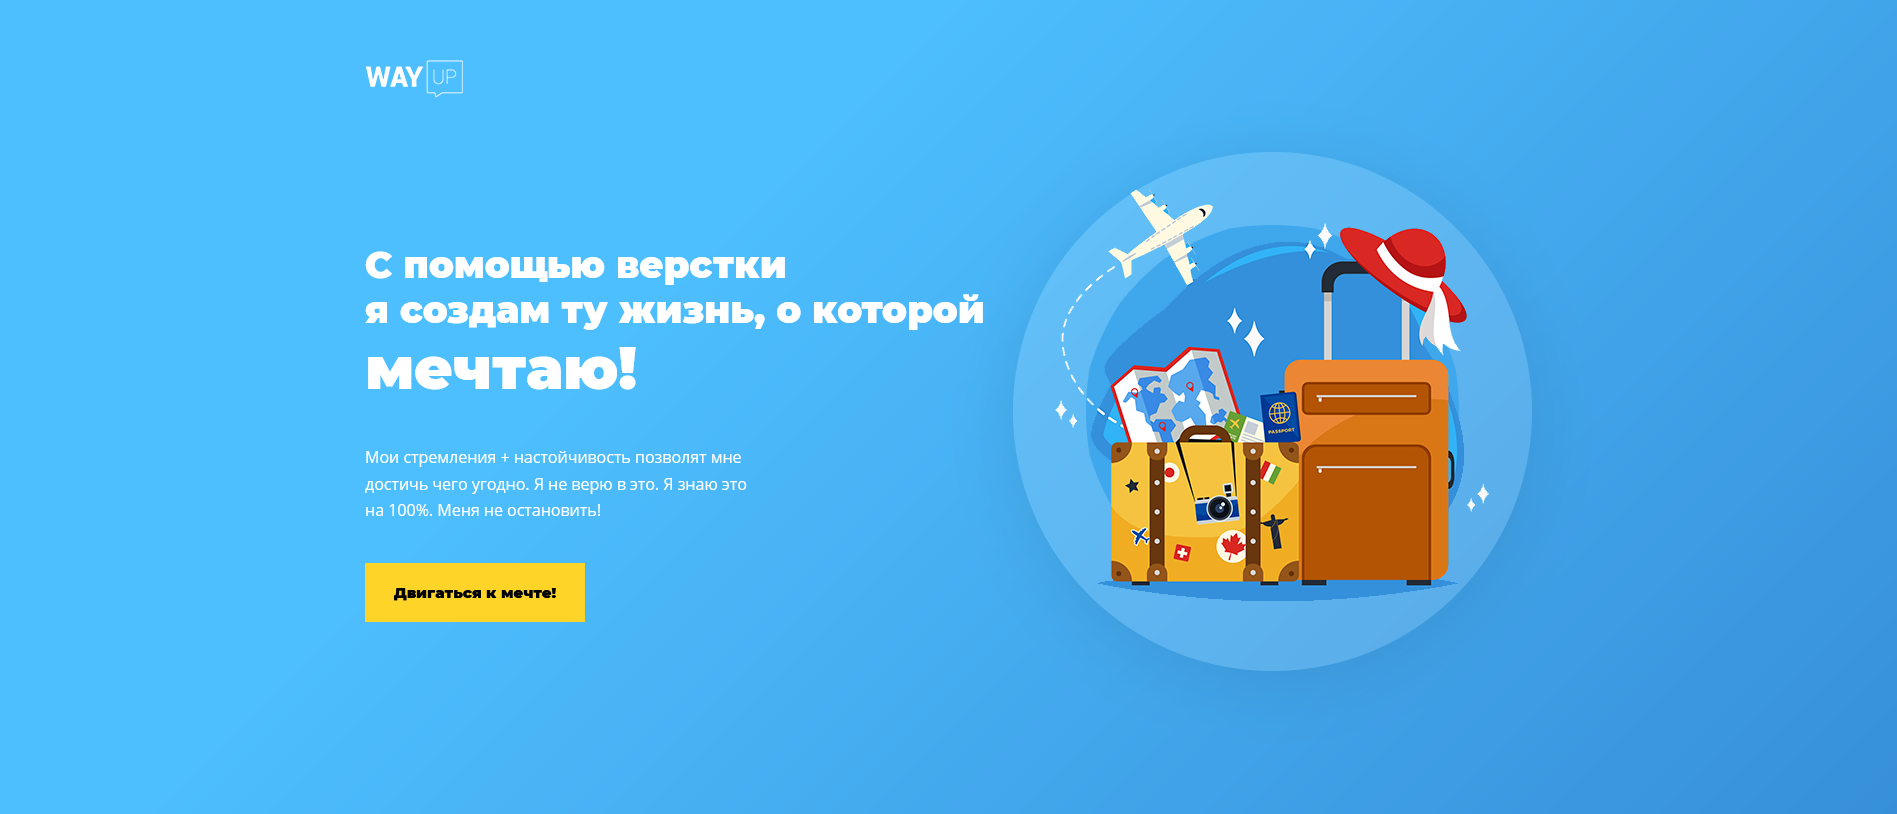 WAY UP
С помощью верстки
я создам ту жизнь, о которой
мечтаю!
Мои стремления + настойчивость позволят мне
достичь чего угодно. Я не верю в это. Я знаю это
на 100%. Меня не остановить!
Двигаться к мечте!
PASSPORT